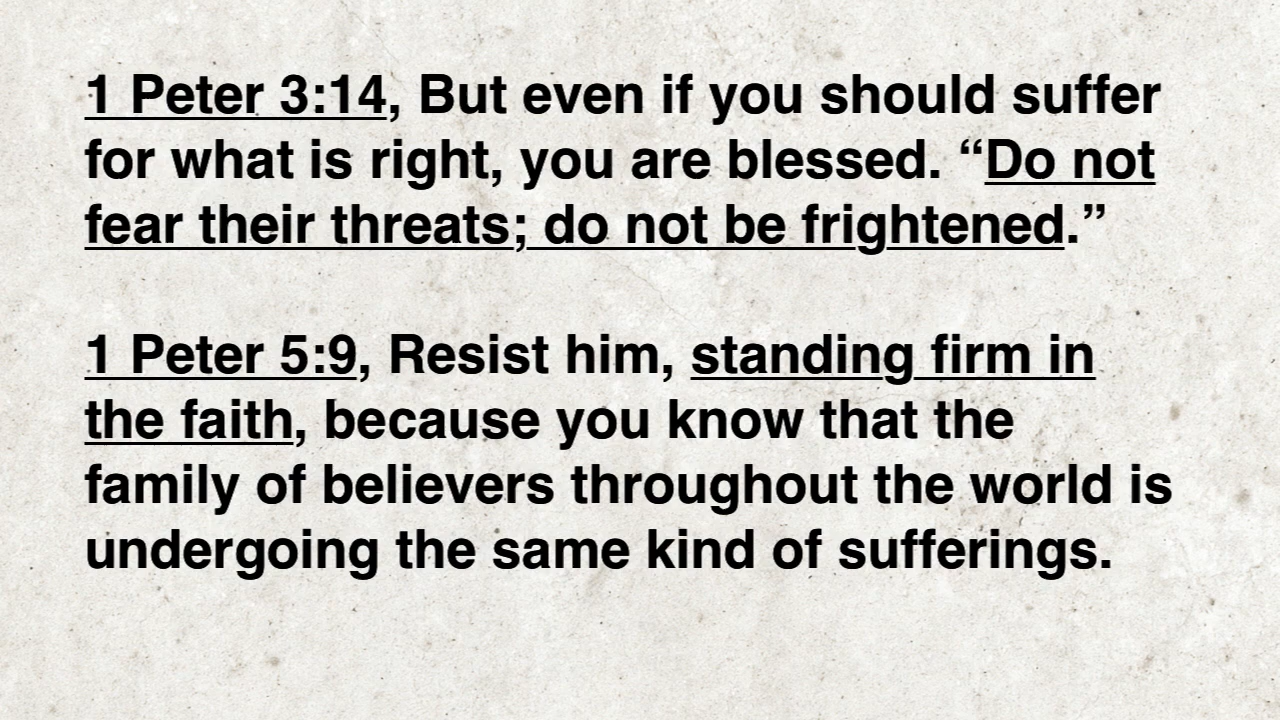 1 Peter 3:14, But even if you should suffer
for what is right, you are blessed. “Do not
fear their threats; do not be frightened.”
1 Peter 5:9, Resist him, standing firm in
the faith, because you know that the
family of believers throughout the world is
undergoing the same kind of sufferings.